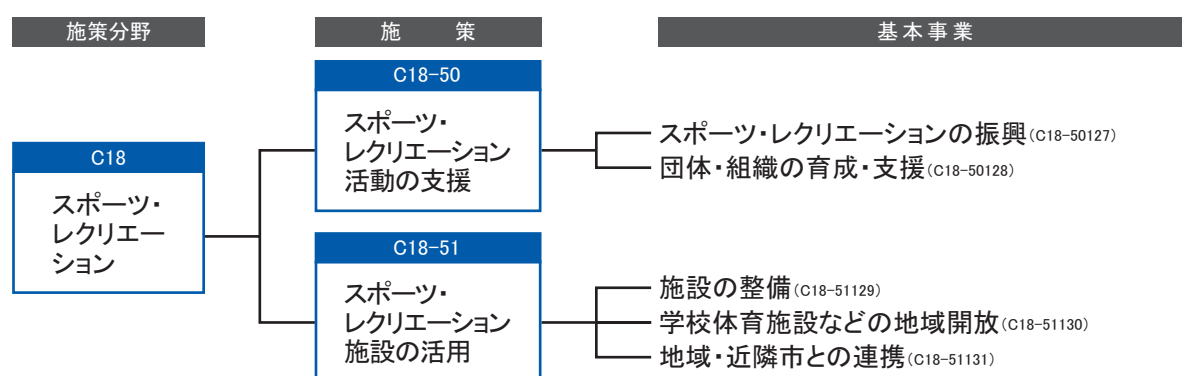 施策分野
施　　策
基本事業
C18-50
スポーツ・
レクリエーション
活動の支援
スポーツ・レクリエーションの振興(C18-50127)
団体・組織の育成・支援(C18-50128)
C18
スポーツ・
レクリエー
ション
C18-51
スポーツ・
レクリエーション
施設の活用
施設の整備(C18-51129)
学校体育施設などの地域開放(C18-51130)
地域・近隣市との連携(C18-51131)